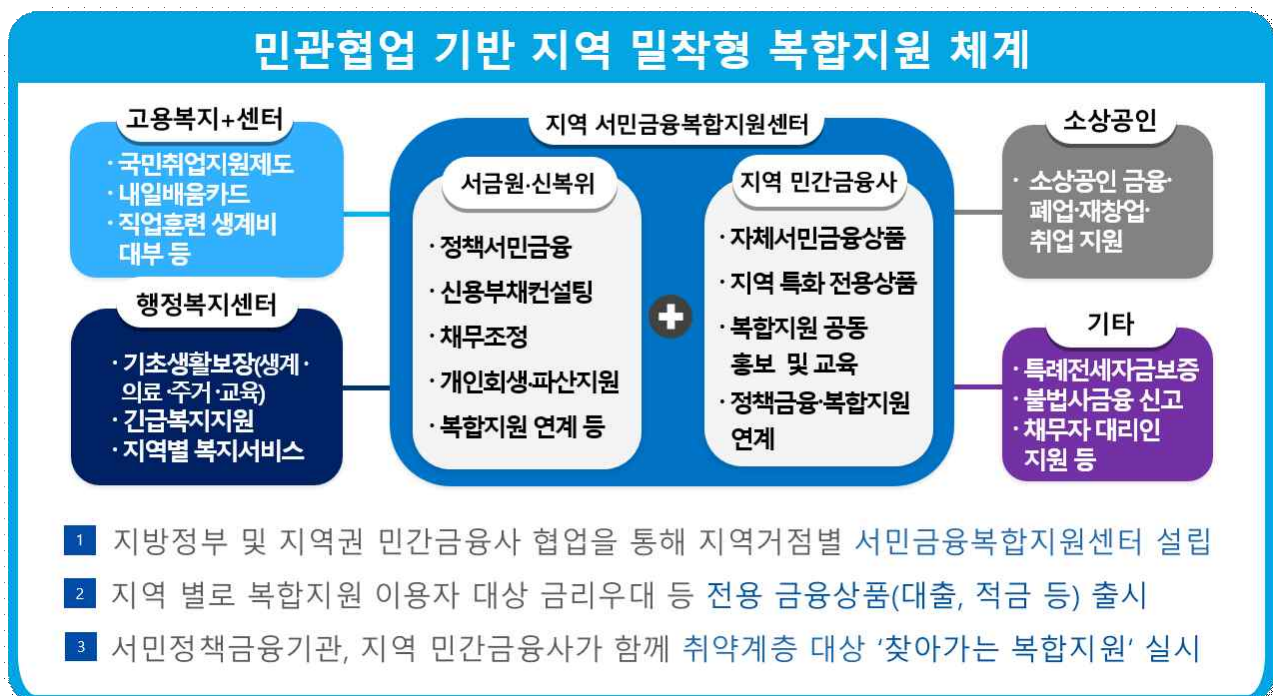 민관협업 기반 지역 밀착형 복합지원 체계
고용복지+센터
· 국민취업지원제도
· 내일배움카드
· 직업훈련 생계비
대부 등
행정복지센터
· 기초생활보장(생계·
의료·주거·교육)
· 긴급복지지원
· 지역별 복지서비스
지역 서민금융복합지원센터
서금원·신복위
· 정책서민금융
· 신용부채컨설팅
· 채무조정
· 개인회생·파산지원
· 복합지원 연계 등
지역 민간금융사
· 자체서민금융상품
· 지역 특화 전용상품
· 복합지원 공동
홍보 및 교육
· 정책금융·복합지원
연계
소상공인
· 소상공인 금융·
폐업·재창업·
취업 지원
기타
· 특례전세자금보증
· 불법사금융 신고
· 채무자 대리인
지원 등
1 지방정부 및 지역권 민간금융사 협업을 통해 지역거점별 서민금융복합지원센터 설립
2 지역 별로 복합지원 이용자 대상 금리우대 등 전용 금융상품(대출, 적금 등) 출시
3 서민정책금융기관, 지역 민간금융사가 함께 취약계층 대상 ‘찾아가는 복합지원‘ 실시